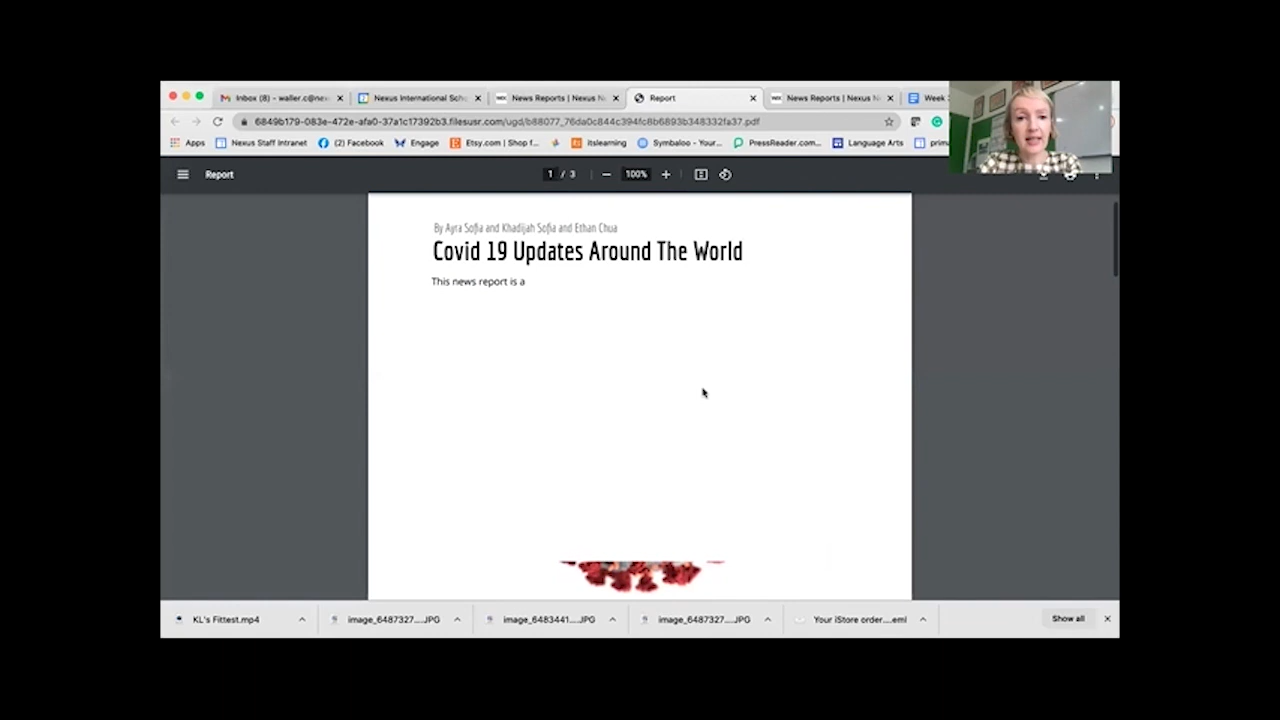 Inbox (8) - waller.c@nex
Nexus International Sch
News Reports | Nexus N
Report
News Reports | Nexus N
Week
6849b179-083e-472e-afa0-37a1c17392b3.filesusr.com/ugd/b88077_76da0c844c394fc8b6893b348332fa37.pdf
Apps
Nexus Staff Intranet
(2) Facebook
Engage
Etsy.com | Shop f...
itslearning
Symbaloo - Your...
PressReader.com...
Language Arts
prim
Report
1 / 3
100%
By Ayra Sofia and Khadijah Sofia and Ethan Chua
Covid 19 Updates Around The World
This news report is a
KL's Fittest.mp4
image_6487327....JPG
image_6483441....JPG
image_6487327....JPG
Your iStore order....eml
Show all